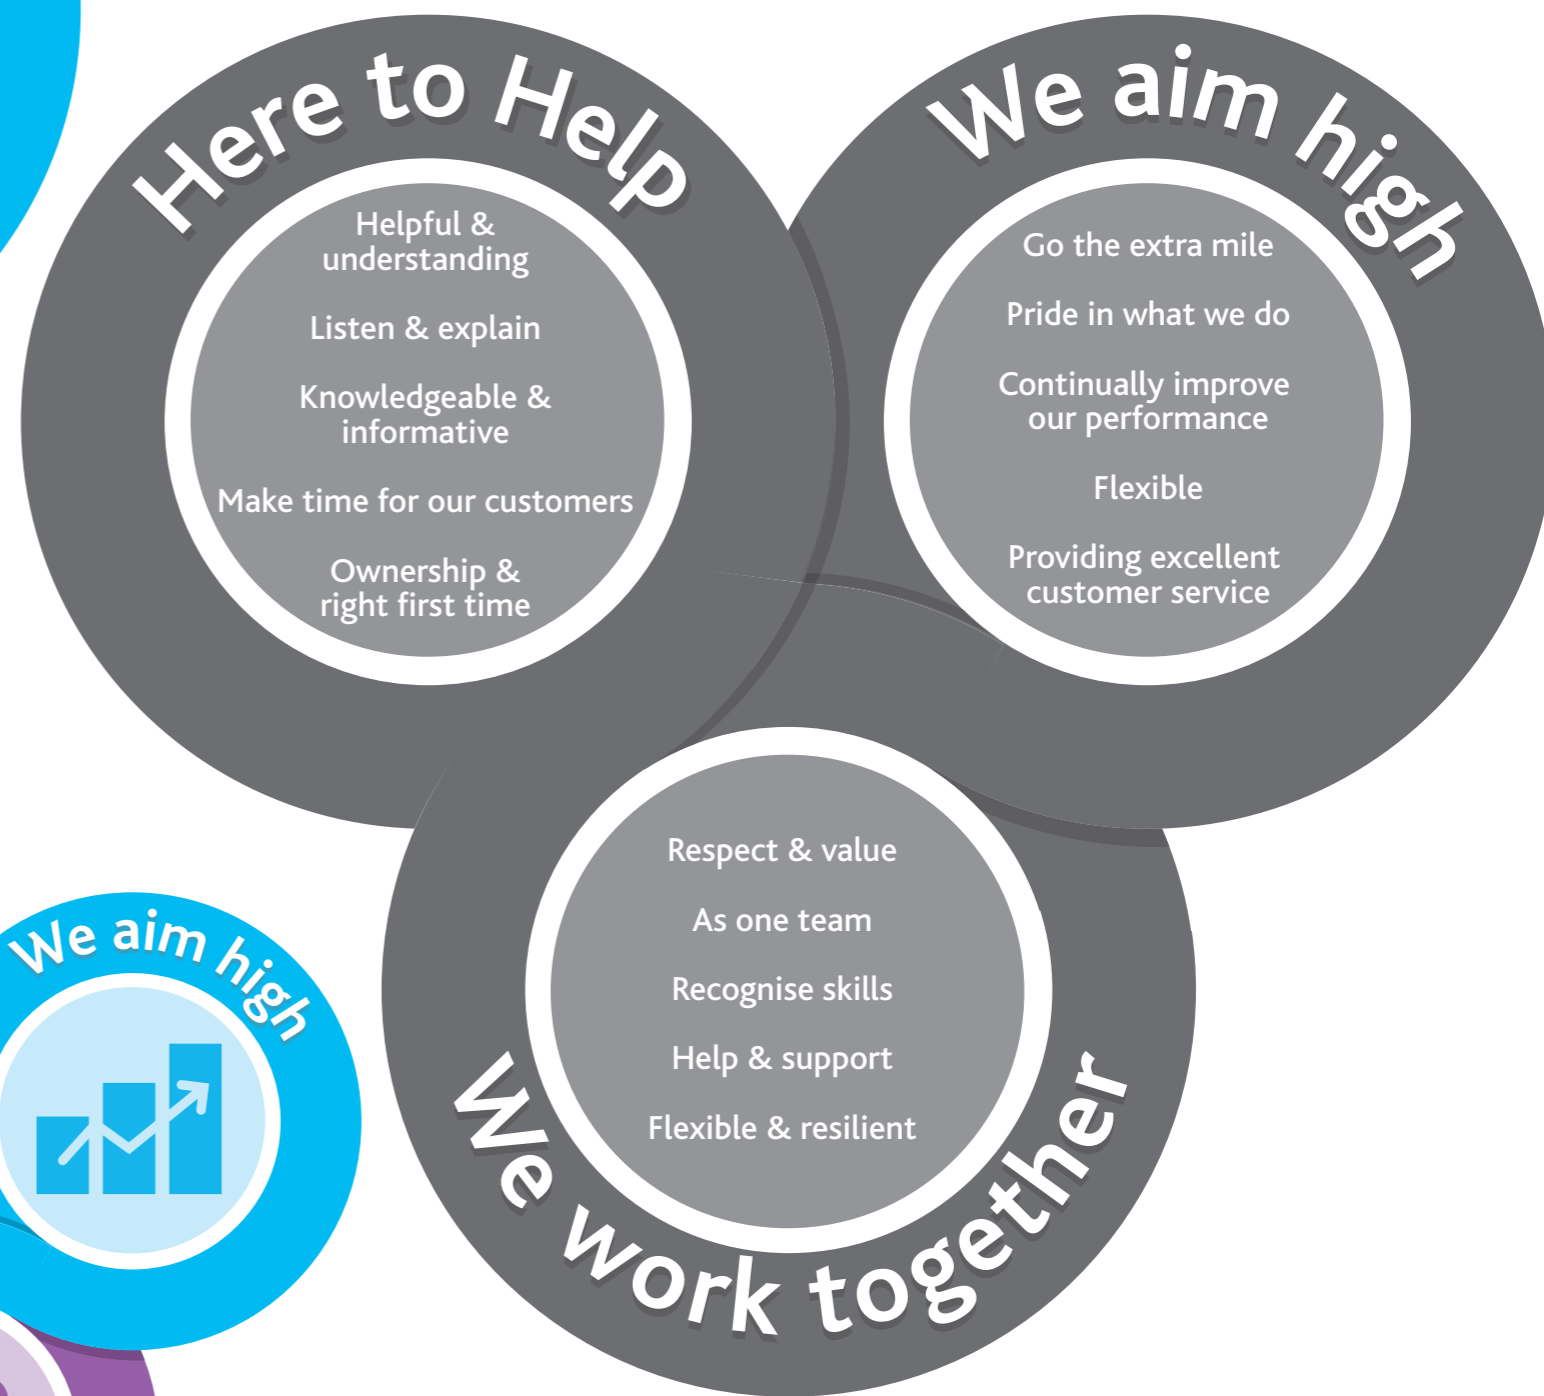 Here to Help
Helpful &
understanding
Listen & explain
Knowledgeable &
informative
Make time for our customers
Ownership &
right first time
We aim high
Go the extra mile
Pride in what we do
Continually improve
our performance
Flexible
Providing excellent
customer service
Respect & value
As one team
Recognise skills
Help & support
Flexible & resilient
We work together
We aim high